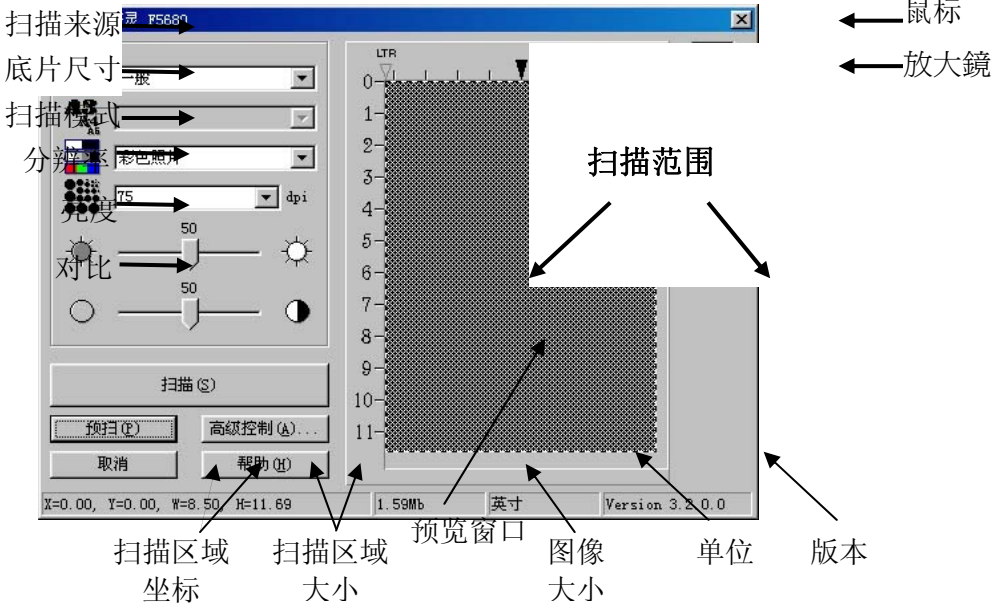 灵 F5680
扫描来源
底片尺寸
扫描模式
分辨率
亮度
对比
一般
A6
彩色照片
75
dpi
50
50
扫描(S)
预扫(P)
高级控制(A)...
取消
帮助(H)
LTR
0
1
2
3
4
5
6
7
8
9
10
11
鼠标
放大鏡
扫描范围
X=0.00, Y=0.00, W=8.50, H=11.69
1.59Mb
英寸
Version 3.2.0.0
扫描区域
坐标
扫描区域
大小
预览窗口
图像
大小
单位
版本